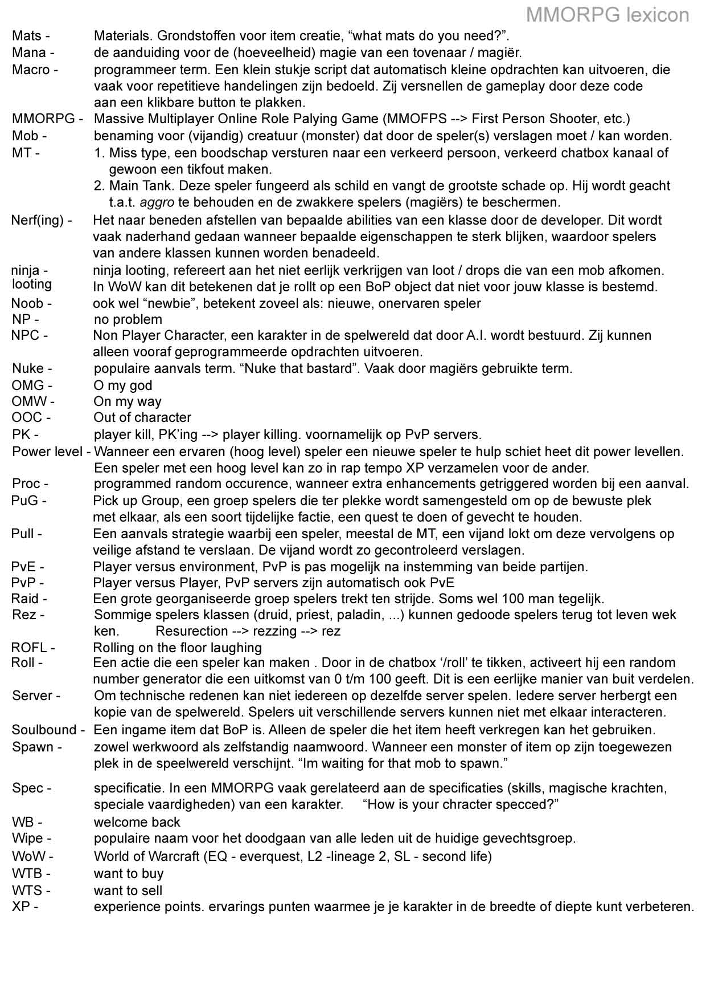 MMORPG lexicon
Mats - Materials. Grondstoffen voor item creatie, “what mats do you need?”.
Mana - de aanduiding voor de (hoeveelheid) magie van een tovenaar / magiër.
Macro - programmeer term. Een klein stukje script dat automatisch kleine opdrachten kan uitvoeren, die
vaak voor repetitieve handelingen zijn bedoeld. Zij versnellen de gameplay door deze code
aan een klikbare button te plakken.
MMORPG - Massive Multiplayer Online Role Palying Game (MMOFPS --> First Person Shooter, etc.)
Mob - benaming voor (vijandig) creatuur (monster) dat door de speler(s) verslagen moet / kan worden.
MT - 1. Miss type, een boodschap versturen naar een verkeerd persoon, verkeerd chatbox kanaal of
gewoon een tikfout maken.
2. Main Tank. Deze speler fungeerd als schild en vangt de grootste schade op. Hij wordt geacht
t.a.t. aggro te behouden en de zwakkere spelers (magiërs) te beschermen.
Nerf(ing) - Het naar beneden afstellen van bepaalde abilities van een klasse door de developer. Dit wordt
vaak naderhand gedaan wanneer bepaalde eigenschappen te sterk blijken, waardoor spelers
van andere klassen kunnen worden benadeeld.
ninja - ninja looting, refereert aan het niet eerlijk verkrijgen van loot / drops die van een mob afkomen.
looting In WoW kan dit betekenen dat je rollt op een BoP object dat niet voor jouw klasse is bestemd.
Noob - ook wel “newbie”, betekent zoveel als: nieuwe, onervaren speler
NP - no problem
NPC - Non Player Character, een karakter in de spelwereld dat door A.I. wordt bestuurd. Zij kunnen
alleen vooraf geprogrammeerde opdrachten uitvoeren.
Nuke - populaire aanvals term. “Nuke that bastard”. Vaak door magiërs gebruikte term.
OMG - O my god
OMW - On my way
OOC - Out of character
PK - player kill, PK’ing --> player killing. voornamelijk op PvP servers.
Power level - Wanneer een ervaren (hoog level) speler een nieuwe speler te hulp schiet heet dit power levellen.
Een speler met een hoog level kan zo in rap tempo XP verzamelen voor de ander.
Proc - programmed random occurence, wanneer extra enhancements getriggered worden bij een aanval.
PuG - Pick up Group, een groep spelers die ter plekke wordt samengesteld om op de bewuste plek
met elkaar, als een soort tijdelijke factie, een quest te doen of gevecht te houden.
Pull - Een aanvals strategie waarbij een speler, meestal de MT, een vijand lokt om deze vervolgens op
veilige afstand te verslaan. De vijand wordt zo gecontroleerd verslagen.
PvE - Player versus environment, PvP is pas mogelijk na instemming van beide partijen.
PvP - Player versus Player, PvP servers zijn automatisch ook PvE
Raid - Een grote georganiseerde groep spelers trekt ten strijde. Soms wel 100 man tegelijk.
Rez - Sommige spelers klassen (druid, priest, paladin, ...) kunnen gedoode spelers terug tot leven wek
ken. Resurection --> rezzing --> rez
ROFL - Rolling on the floor laughing
Roll - Een actie die een speler kan maken . Door in de chatbox ‘/roll’ te tikken, activeert hij een random
number generator die een uitkomst van 0 t/m 100 geeft. Dit is een eerlijke manier van buit verdelen.
Server - Om technische redenen kan niet iedereen op dezelfde server spelen. Iedere server herbergt een
kopie van de spelwereld. Spelers uit verschillende servers kunnen niet met elkaar interacteren.
Soulbound - Een ingame item dat BoP is. Alleen de speler die het item heeft verkregen kan het gebruiken.
Spawn - zowel werkwoord als zelfstandig naamwoord. Wanneer een monster of item op zijn toegewezen
plek in de speelwereld verschijnt. “Im waiting for that mob to spawn.”
Spec - specificatie. In een MMORPG vaak gerelateerd aan de specificaties (skills, magische krachten,
speciale vaardigheden) van een karakter. “How is your chracter specced?”
WB - welcome back
Wipe - populaire naam voor het doodgaan van alle leden uit de huidige gevechtsgroep.
WoW - World of Warcraft (EQ - everquest, L2 -lineage 2, SL - second life)
WTB - want to buy
WTS - want to sell
XP - experience points. ervarings punten waarmee je je karakter in de breedte of diepte kunt verbeteren.